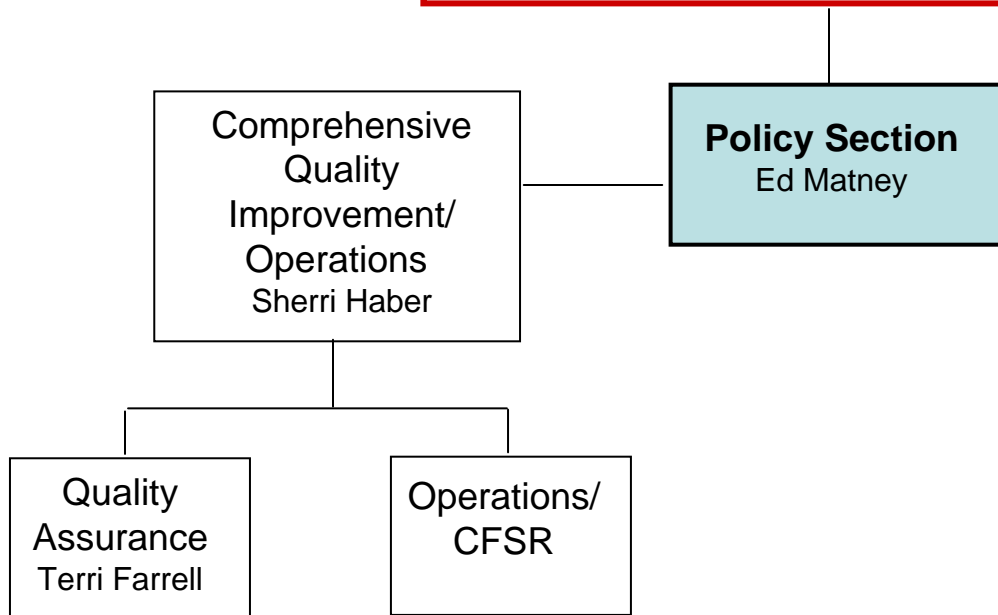 Policy Section
Ed Matney
Comprehensive
Quality
Improvement/
Operations
Sherri Haber
Quality
Assurance
Terri Farrell
Operations/
CFSR